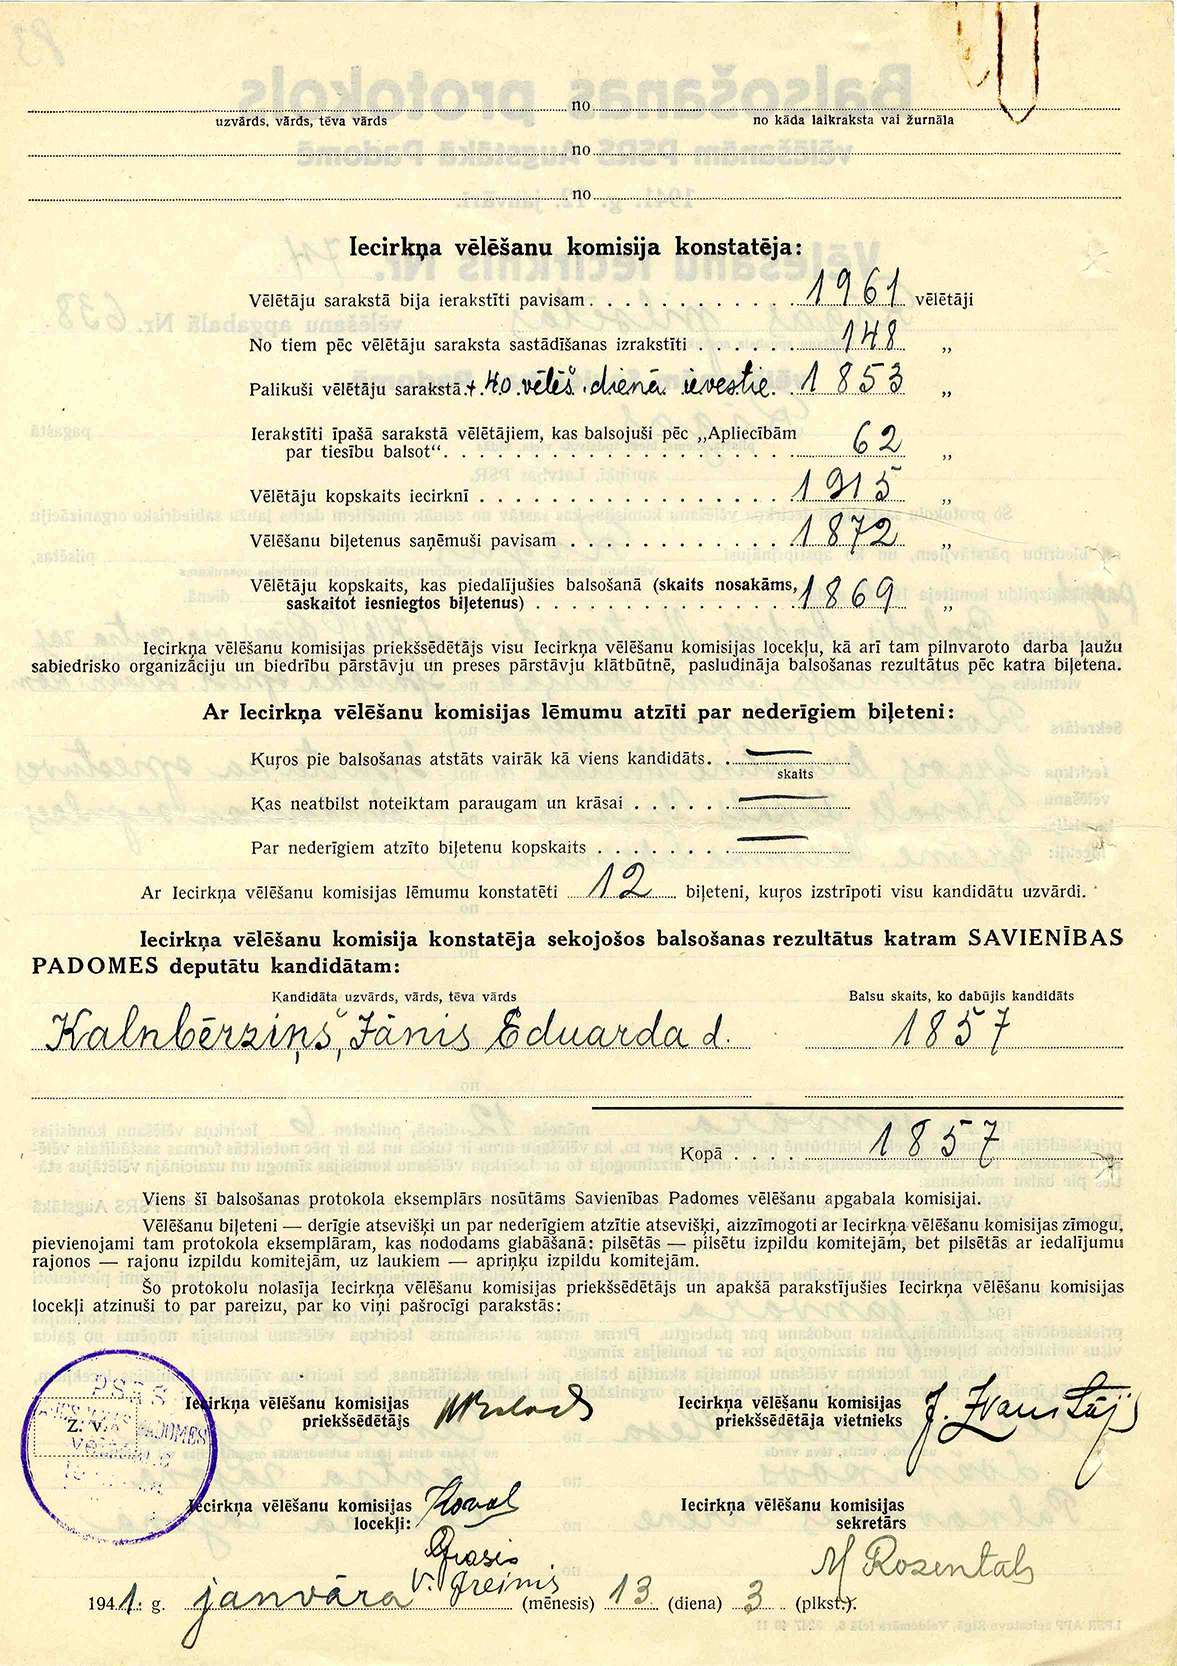 no
uzvārds, vārds, tēva vārds no kāda laikraksta vai žurnāla
no
no
Iecirkņa vēlēšanu komisija konstatēja:
Vēlētāju sarakstā bija ierakstīti pavisam 1961 vēlētāji
No tiem pēc vēlētāju saraksta sastādīšanas izrakstīti 148 „
Palikuši vēlētāju sarakstā + 40 vēlēš. dienā ievestie 1853 „
Ierakstīti īpašā sarakstā vēlētājiem, kas balsojuši pēc „Apliecībām
par tiesību balsot“ 62 „
Vēlētāju kopskaits iecirknī 1915 „
Vēlēšanu biļetenus saņēmuši pavisam 1872 „
Vēlētāju kopskaits, kas piedalījušies balsošanā (skaits nosakāms,
saskaitot iesniegtos biļetenus) 1869 „
Iecirkņa vēlēšanu komisijas priekšsēdētājs visu Iecirkņa vēlēšanu komisijas locekļu, kā arī tam pilnvaroto darba ļaužu
sabiedrisko organizāciju un biedrību pārstāvju un preses pārstāvju klātbūtnē, pasludināja balsošanas rezultātus pēc katra biļetena.
Ar Iecirkņa vēlēšanu komisijas lēmumu atzīti par nederīgiem biļeteni:
Kuŗos pie balsošanas atstāts vairāk kā viens kandidāts. —
skaits
Kas neatbilst noteiktam paraugam un krāsai —
Par nederīgiem atzīto biļetenu kopskaits —
Ar Iecirkņa vēlēšanu komisijas lēmumu konstatēti 12 biļeteni, kuŗos izstrīpoti visu kandidātu uzvārdi.
Iecirkņa vēlēšanu komisija konstatēja sekojošos balsošanas rezultātus katram SAVIENĪBAS
PADOMES deputātu kandidātam:
Kandidāta uzvārds, vārds, tēva vārds Balsu skaits, ko dabūjis kandidāts
Kalnbērziņš, Jānis Eduarda d. 1857
Kopā 1857
Viens šī balsošanas protokola eksemplārs nosūtāms Savienības Padomes vēlēšanu apgabala komisijai.
Vēlēšanu biļeteni — derīgie atsevišķi un par nederīgiem atzītie atsevišķi, aizzīmogoti ar Iecirkņa vēlēšanu komisijas zīmogu,
pievienojami tam protokola eksemplāram, kas nododams glabāšanā: pilsētās — pilsētu izpildu komitejām, bet pilsētās ar iedalījumu
rajonos — rajonu izpildu komitejām, uz laukiem — apriņķu izpildu komitejām.
Šo protokolu nolasīja Iecirkņa vēlēšanu komisijas priekšsēdētājs un apakšā parakstījušies Iecirkņa vēlēšanu komisijas
locekļi atzinuši to par pareizu, par ko viņi pašrocīgi parakstās:
PSRS
PADOMES
Z. V.
Iecirkņa vēlēšanu komisijas
priekšsēdētājs
Iecirkņa vēlēšanu komisijas
priekšsēdētāja vietnieks
Iecirkņa vēlēšanu komisijas
locekļi:
Iecirkņa vēlēšanu komisijas
sekretārs
M Rozentals
1941. g. janvāra (mēnesis) 13 (diena) 3 (plkst.).